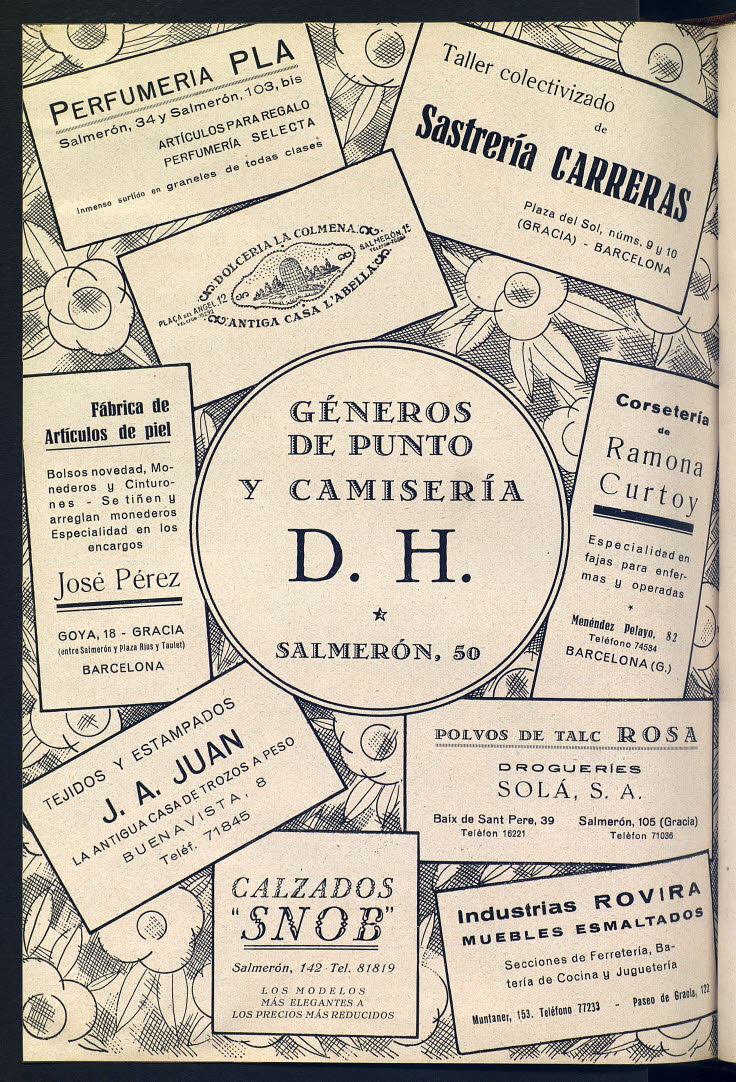 PERFUMERIA PLA
Salmerón, 34 y Salmerón, 103, bis
ARTÍCULOS PARA REGALO
PERFUMERÍA SELECTA
Inmenso surtido en graneles de todas clases
Taller colectivizado
de
Sastrería CARRERAS
Plaza del Sol, núms. 9 y 10
(GRACIA) - BARCELONA
DOLCERIA LA COLMENA
PLAÇA DEL ANGEL, 12
SALMERÓN, 12
ANTIGA CASA L'ABELLA
Fábrica de
Artículos de piel
Bolsos novedad, Mo-
nederos y Cinturo-
nes - Se tiñen y
arreglan monederos
Especialidad en los
encargos
José Pérez
GOYA, 18 - GRACIA
(entre Salmerón y Plaza Rius y Taulet)
BARCELONA
GÉNEROS
DE PUNTO
Y CAMISERÍA
D. H.
SALMERÓN, 50
Corsetería
de
Ramona
Curtoy
Especialidad en
fajas para enfer-
mas y operadas
Menéndez Pelayo, 82
Teléfono 74584
BARCELONA (G.)
TEJIDOS Y ESTAMPADOS
J. A. JUAN
LA ANTIGUA CASA DE TROZOS A PESO
BUENAVISTA, 8
Teléf. 71845
POLVOS DE TALC ROSA
DROGUERÍES
SOLÁ, S. A.
Baix de Sant Pere, 39
Telèfon 16221
Salmerón, 105 (Gracia)
Telèfon 71036
CALZADOS
"SNOB"
Salmerón, 142 - Tel. 81819
LOS MODELOS
MÁS ELEGANTES A
LOS PRECIOS MÁS REDUCIDOS
Industrias ROVIRA
MUEBLES ESMALTADOS
Secciones de Ferretería, Ba-
tería de Cocina y Juguetería
Muntaner, 153. Teléfono 77233 - Paseo de Gracia, 122